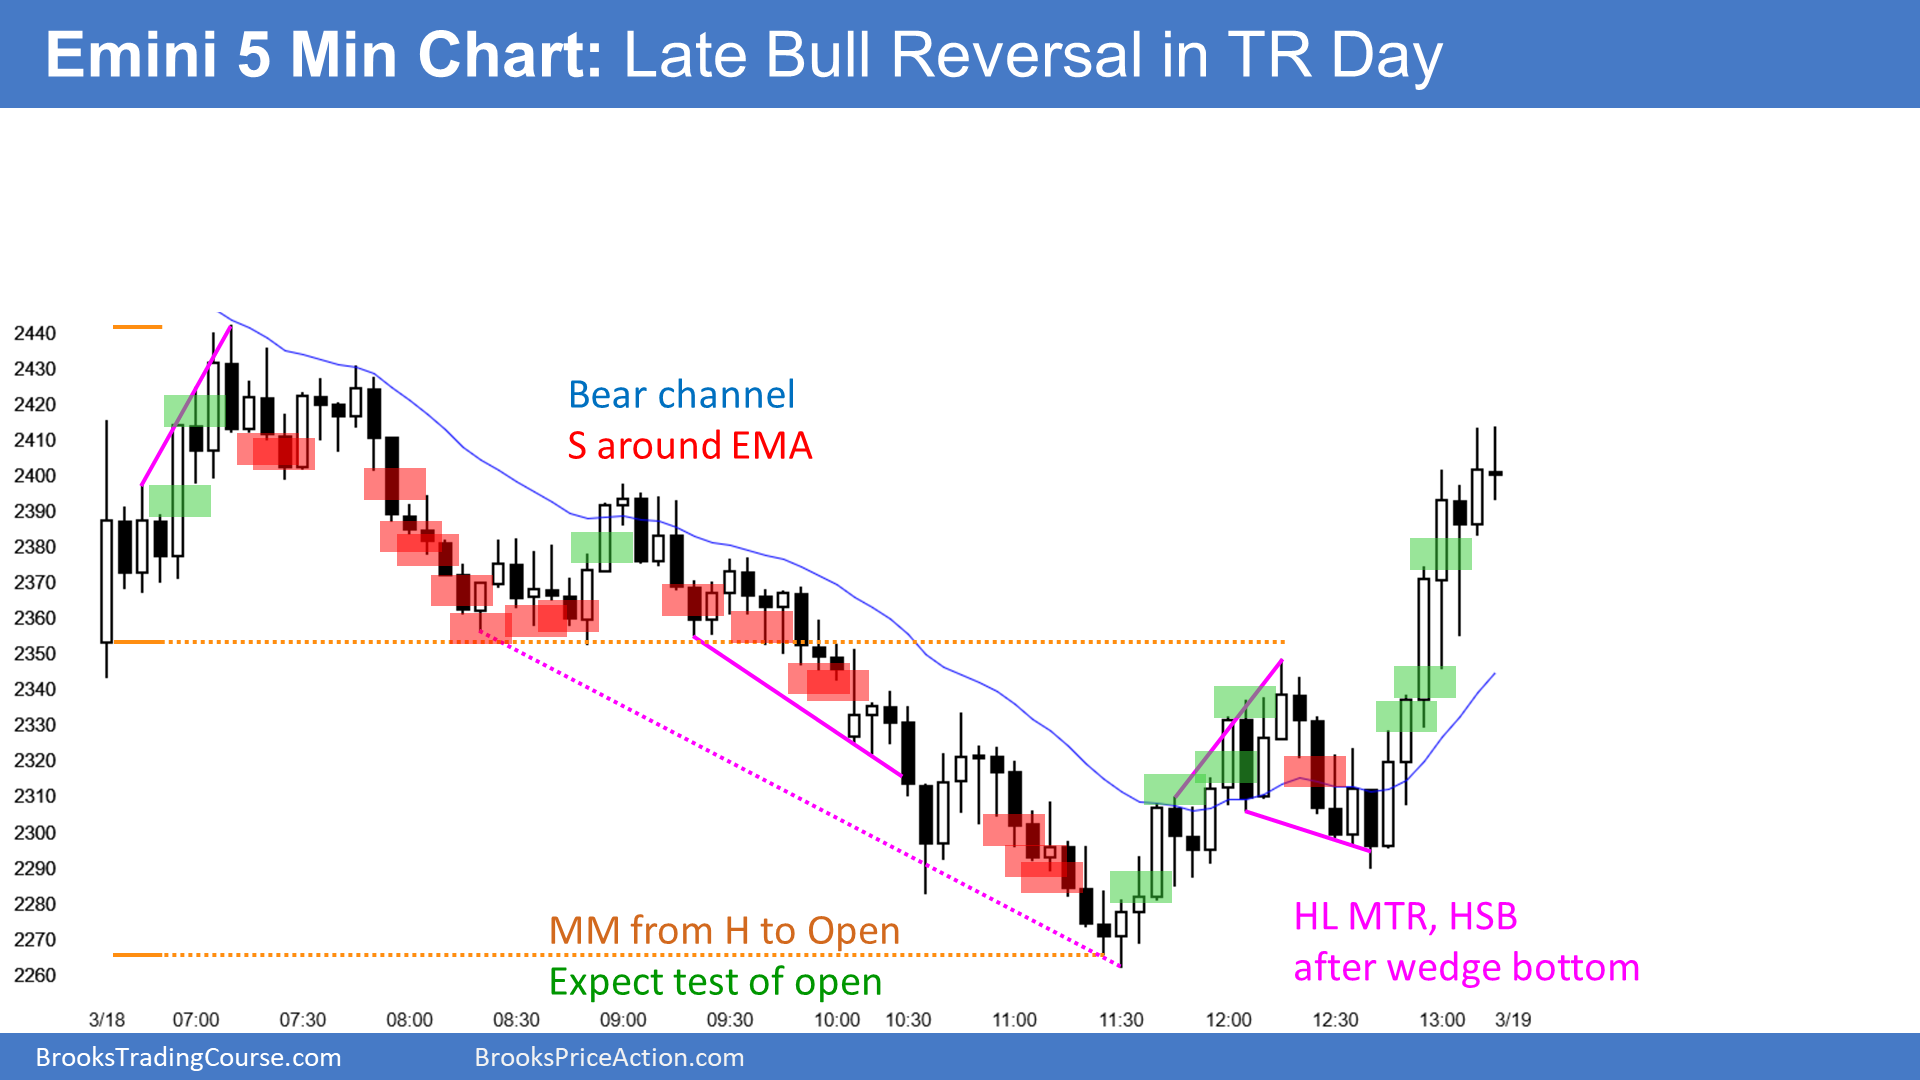 Emini 5 Min Chart: Late Bull Reversal in TR Day
2440
2430
2420
2410
2400
2390
2380
2370
2360
2350
2340
2330
2320
2310
2300
2290
2280
2270
2260
Bear channel
S around EMA
MM from H to Open
Expect test of open
HL MTR, HSB
after wedge bottom
3/18 07:00 07:30 08:00 08:30 09:00 09:30 10:00 10:30 11:00 11:30 12:00 12:30 13:00 3/19
BrooksTradingCourse.com BrooksPriceAction.com